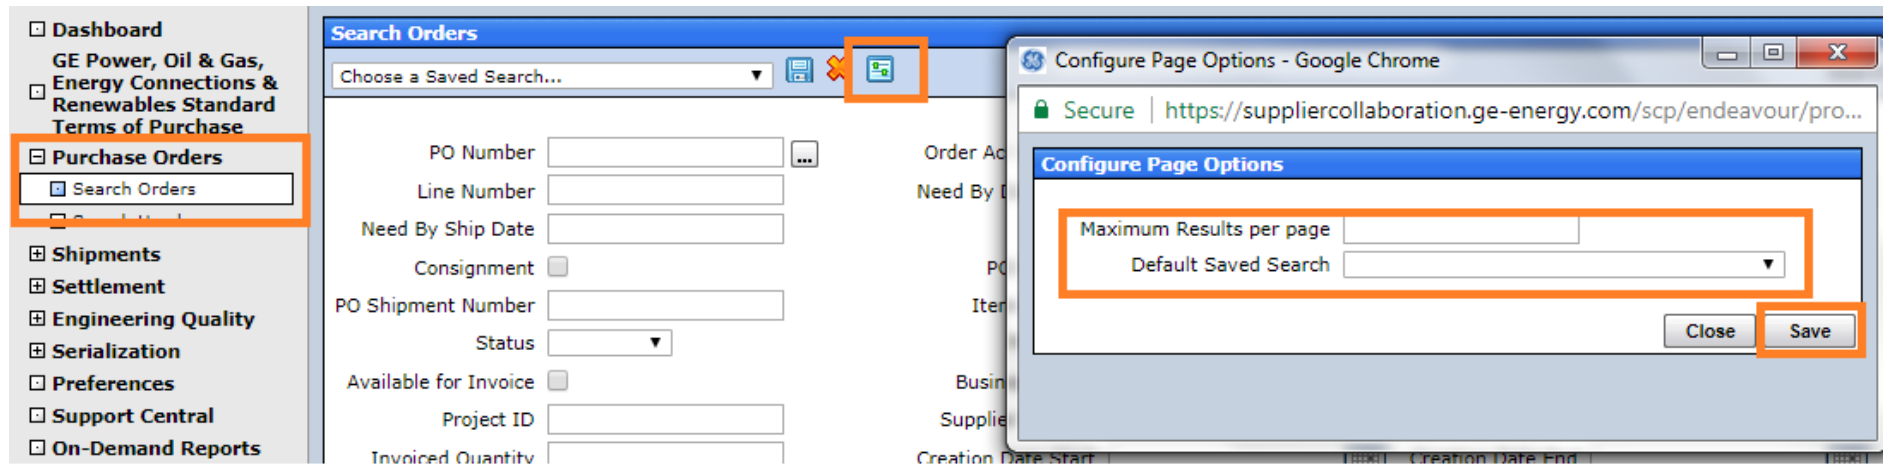 Dashboard
GE Power, Oil & Gas,
Energy Connections &
Renewables Standard
Terms of Purchase
Purchase Orders
Search Orders
Shipments
Settlement
Engineering Quality
Serialization
Preferences
Support Central
On-Demand Reports
Search Orders
Choose a Saved Search...
PO Number
...
Order Ac
Line Number
Need By
Need By Ship Date
Consignment
PO Shipment Number
Status
Available for Invoice
Project ID
Invoiced Quantity
Busin
Supplie
Creation Date Start
Creation Date End
Configure Page Options - Google Chrome
Secure | https://suppliercollaboration.ge-energy.com/scp/endeavour/pro...
Configure Page Options
Maximum Results per page
Default Saved Search
Close Save